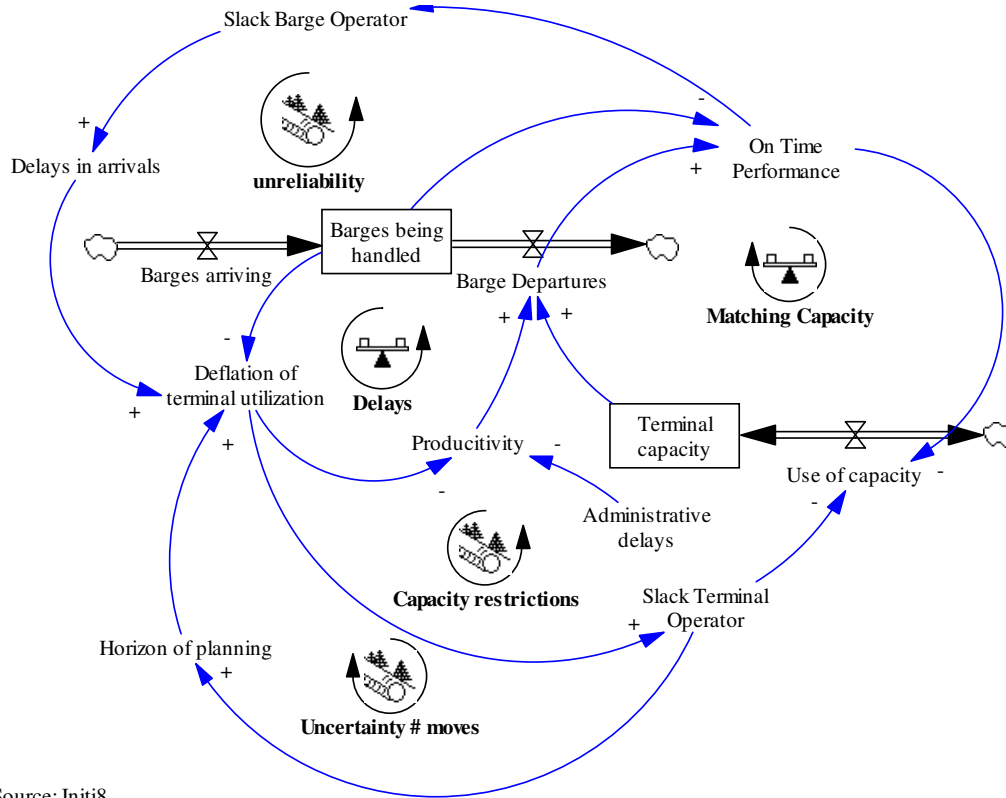 Slack Barge Operator
-
+
On Time
Performance
Delays in arrivals
+
unreliability
Barges being
handled
Barges arriving
Barge Departures
+
+
Matching Capacity
-
Deflation of
terminal utilization
+
+
Delays
Terminal
capacity
Producitivity
-
-
Use of capacity
-
-
Administrative
delays
Capacity restrictions
Slack Terminal
Operator
+
Horizon of planning
+
Uncertainty # moves
Source: Initi8